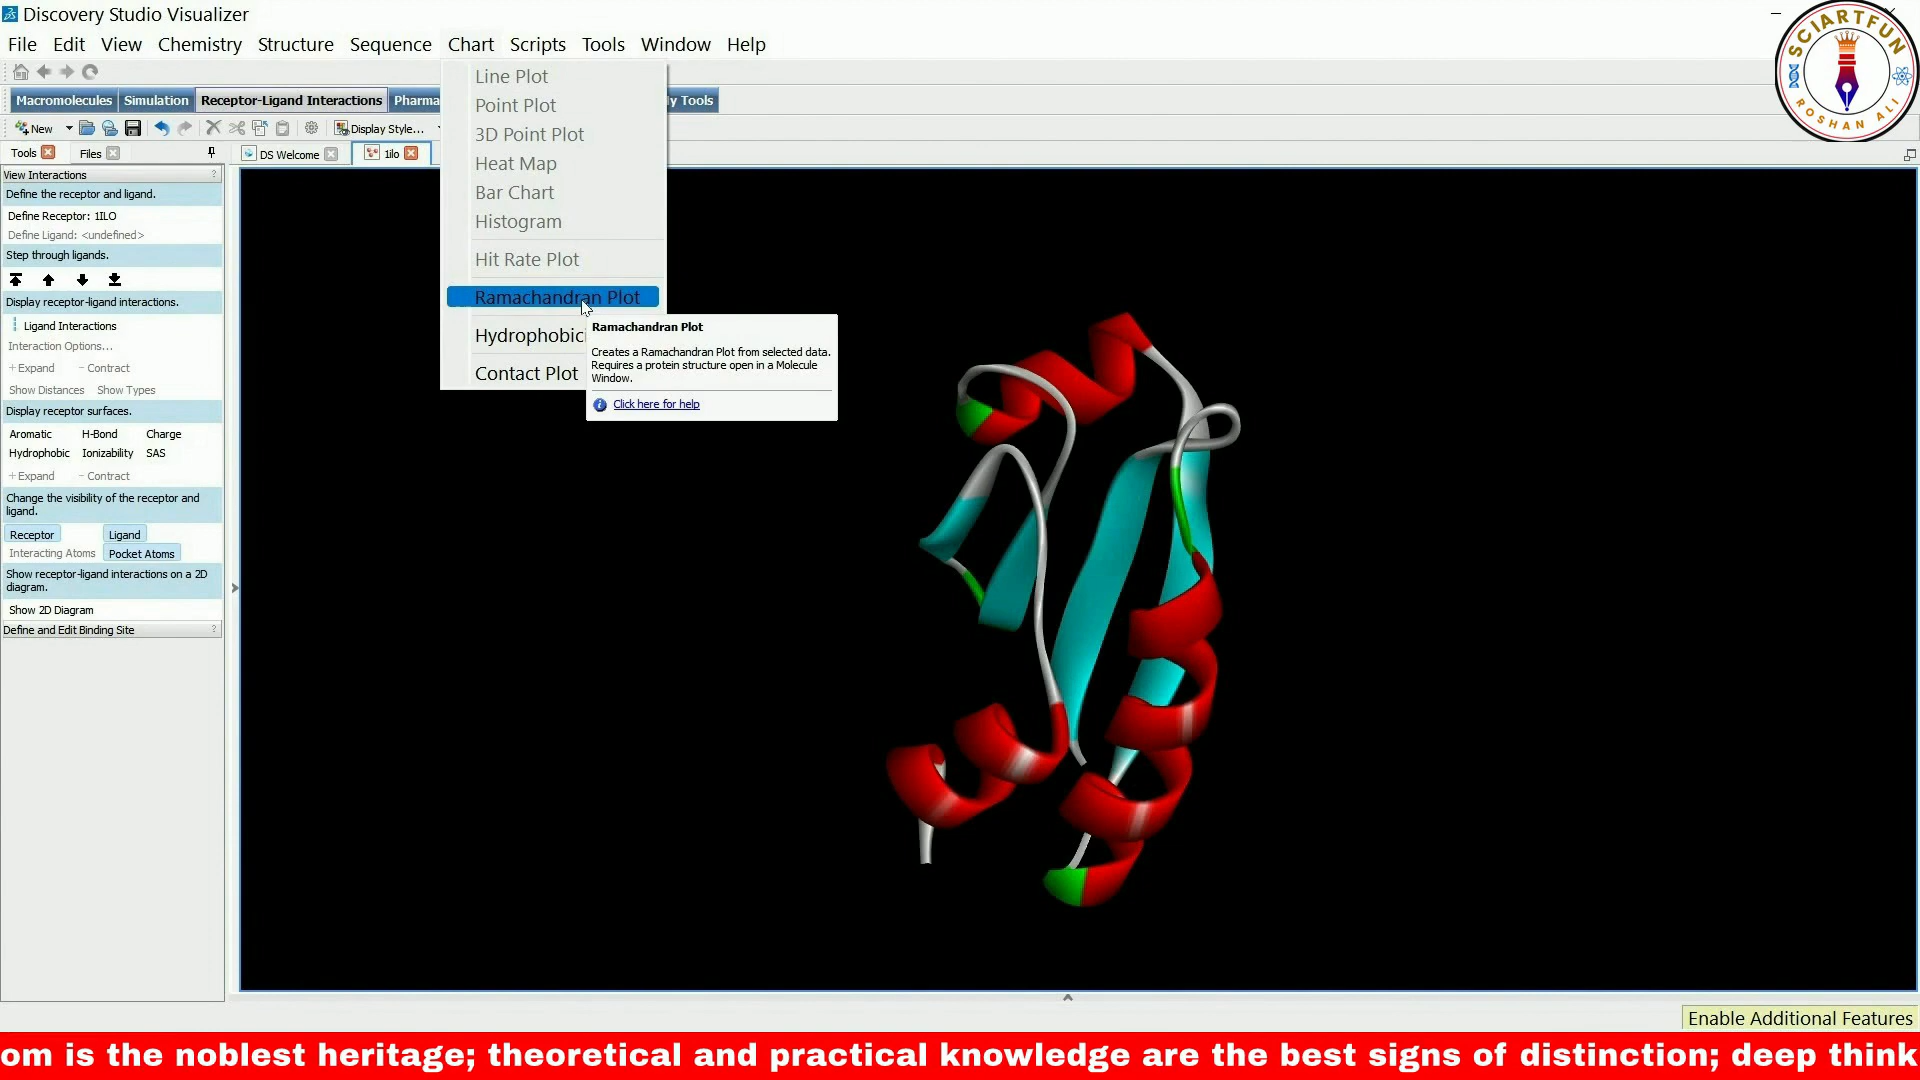 Discovery Studio Visualizer
File Edit View Chemistry Structure Sequence Chart Scripts Tools Window Help
SCIARTFUN
ROSHAN ALI
Line Plot
Point Plot
3D Point Plot
Heat Map
Bar Chart
Histogram
Hit Rate Plot
Ramachandran Plot
Hydrophobici
Contact Plot
Ramachandran Plot
Creates a Ramachandran Plot from selected data.
Requires a protein structure open in a Molecule
Window.
Click here for help
Macromolecules Simulation Receptor-Ligand Interactions Pharma y Tools
New Display Style...
Tools Files DS Welcome 1ilo
View Interactions ?
Define the receptor and ligand.
Define Receptor: 1ILO
Define Ligand: <undefined>
Step through ligands.
Display receptor-ligand interactions.
Ligand Interactions
Interaction Options...
+ Expand - Contract
Show Distances Show Types
Display receptor surfaces.
Aromatic H-Bond Charge
Hydrophobic Ionizability SAS
+ Expand - Contract
Change the visibility of the receptor and
ligand.
Receptor Ligand
Interacting Atoms Pocket Atoms
Show receptor-ligand interactions on a 2D
diagram.
Show 2D Diagram
Define and Edit Binding Site ?
Enable Additional Features
om is the noblest heritage; theoretical and practical knowledge are the best signs of distinction; deep think